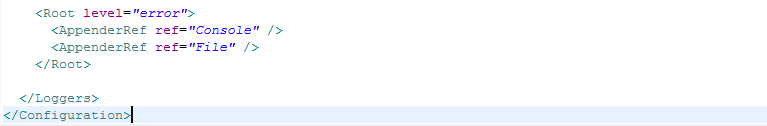 <Root level="error">
<AppenderRef ref="Console" />
<AppenderRef ref="File" />
</Root>
</Loggers>
</Configuration>